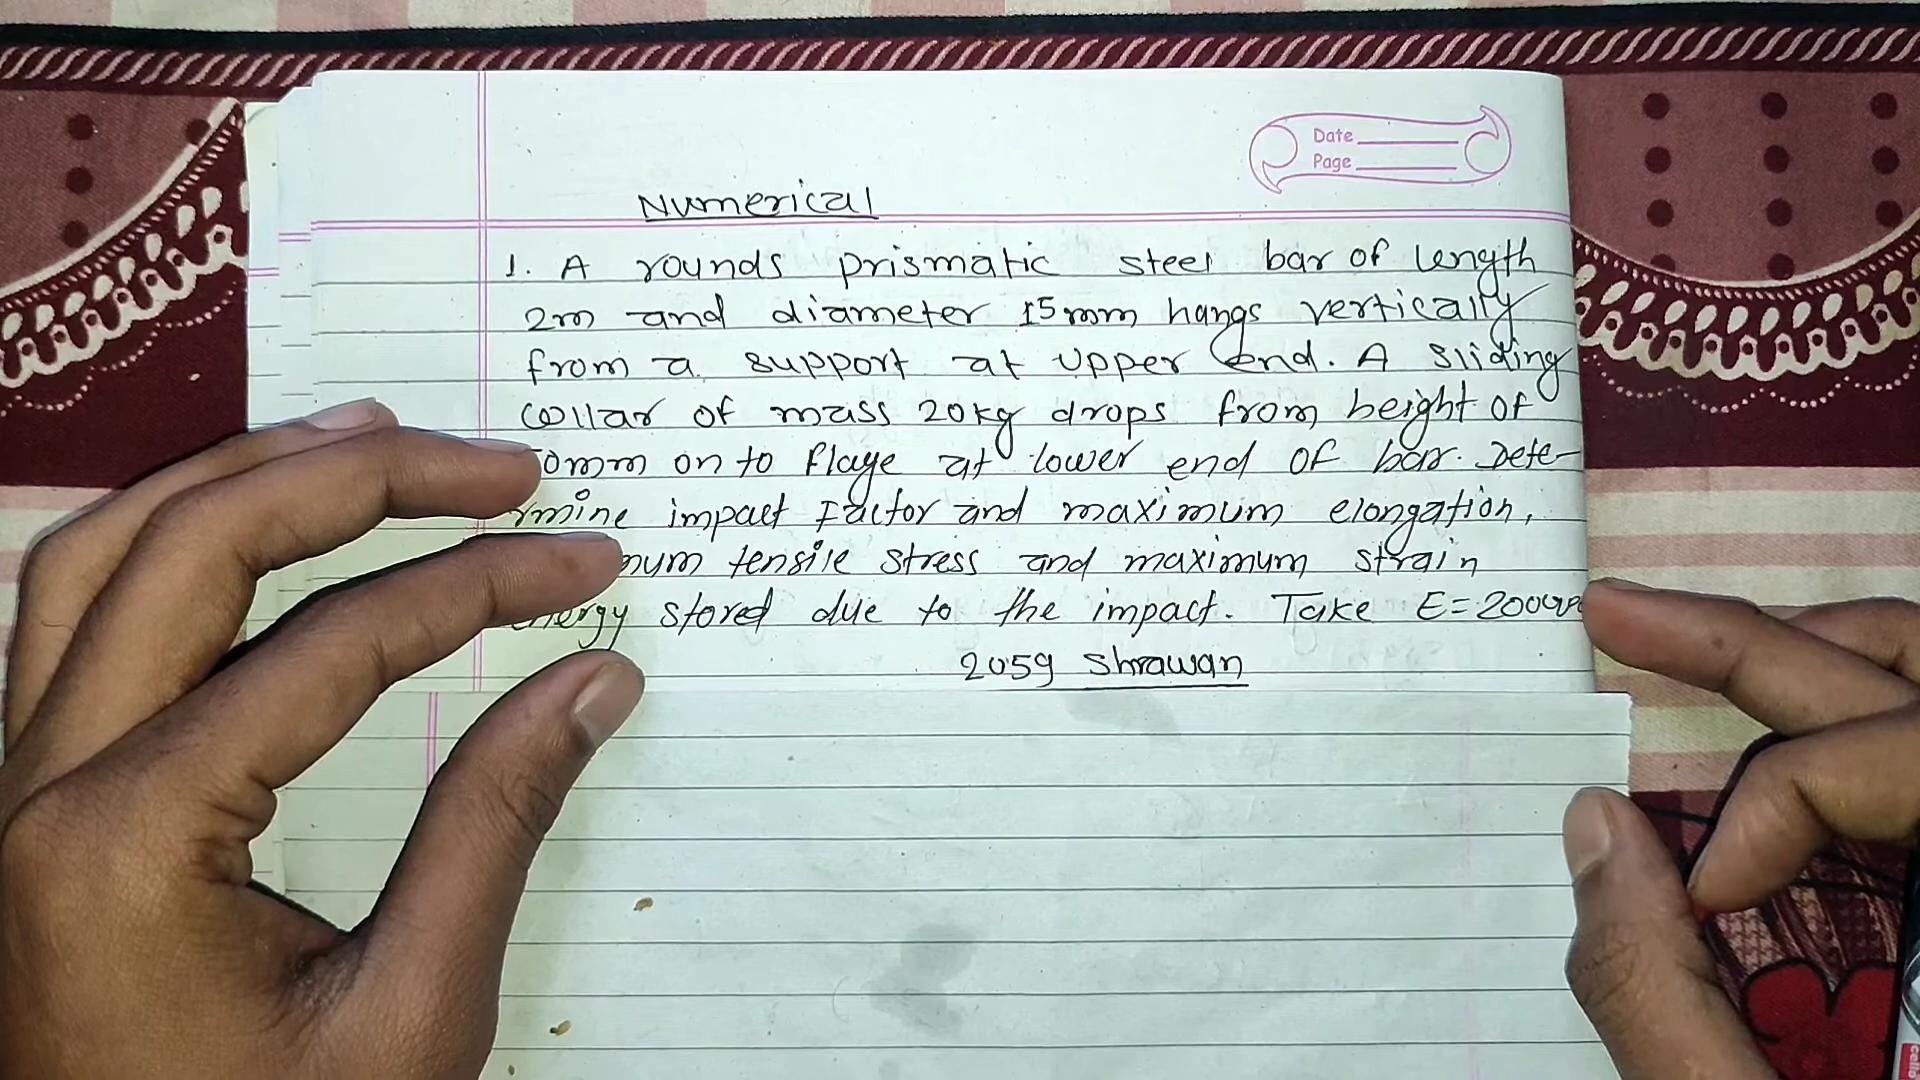 Date
Page
Numerical
1. A rounds prismatic steel bar of length
2m and diameter 15mm hangs vertically
from a support at upper end. A sliding
collar of mass 20kg drops from height of
on to flage at lower end of bar. Dete-
rmine impact Factor and maximum elongation,
tensile stress and maximum strain
energy stored due to the impact. Take
2059 Shrawan
cello